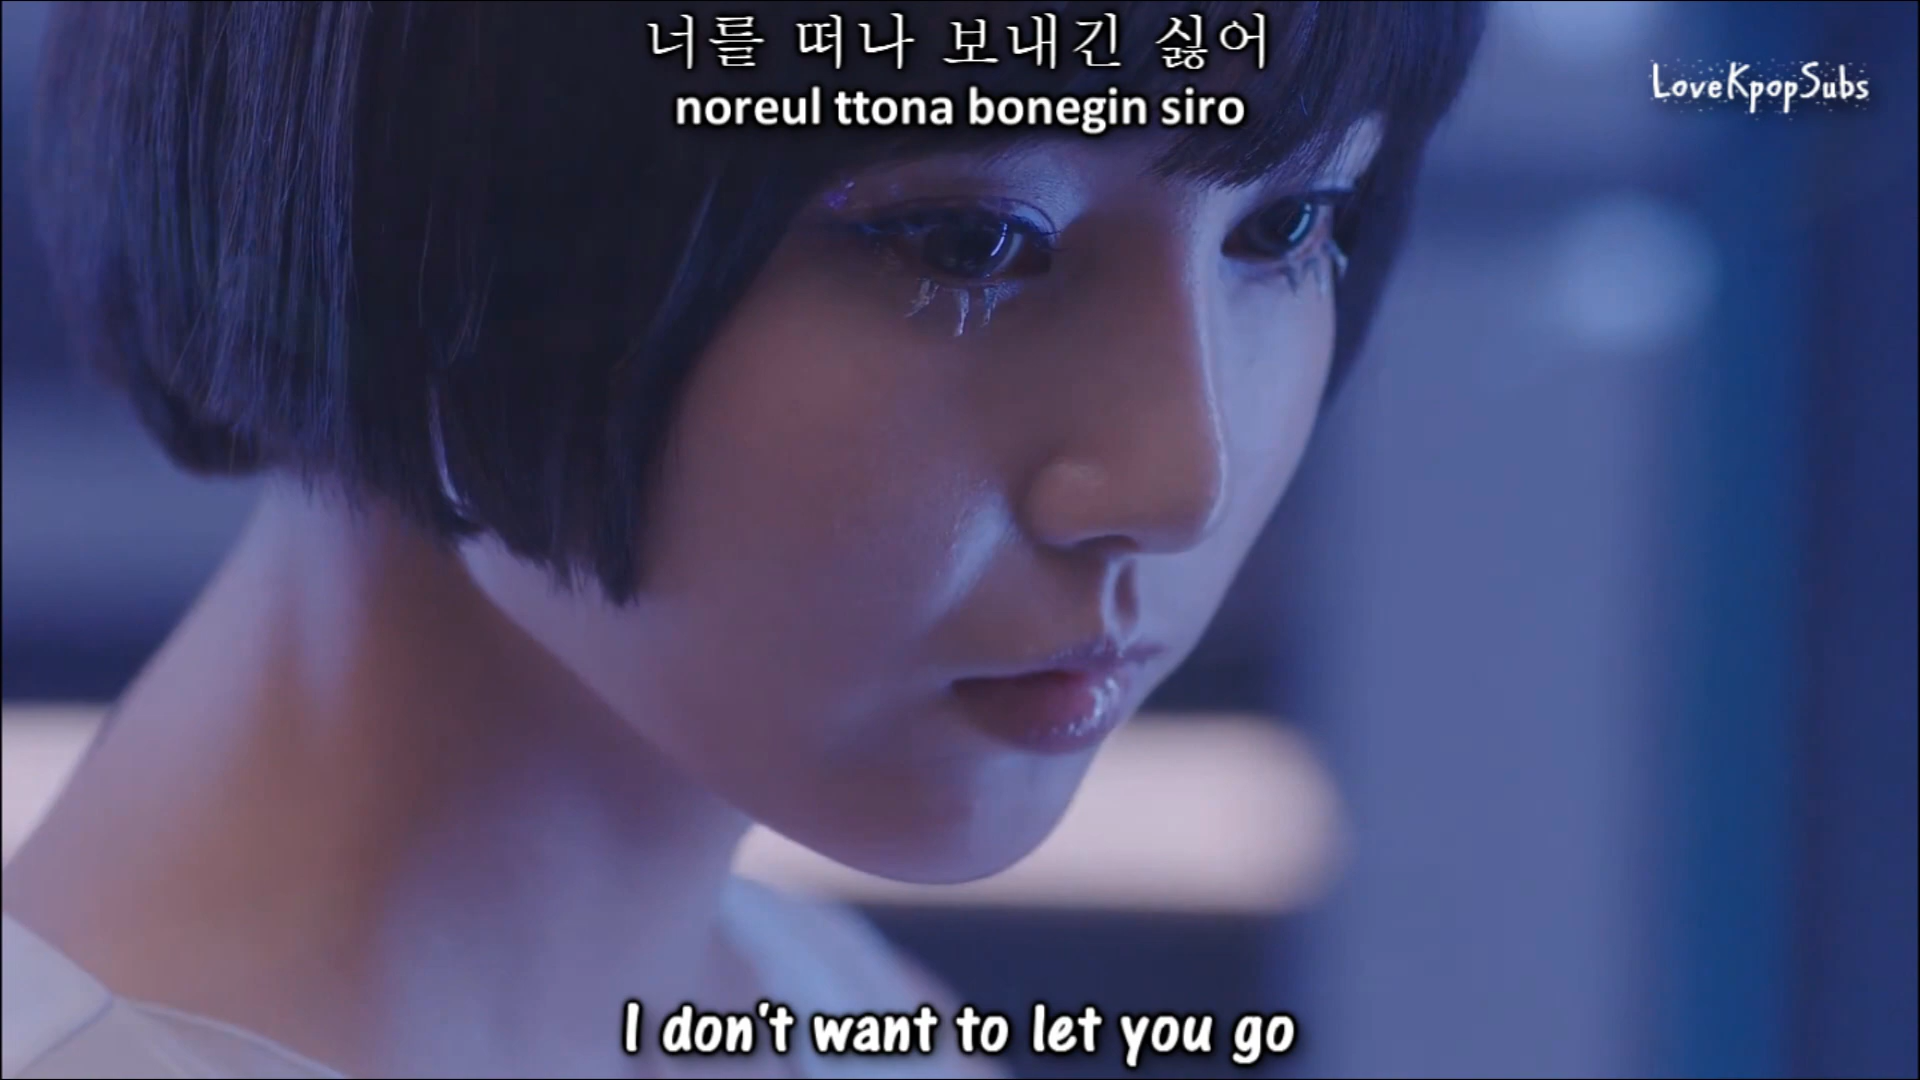 너를 떠나 보내긴 싫어
noreul ttona bonegin siro
LoveKpopSubs
I don't want to let you go